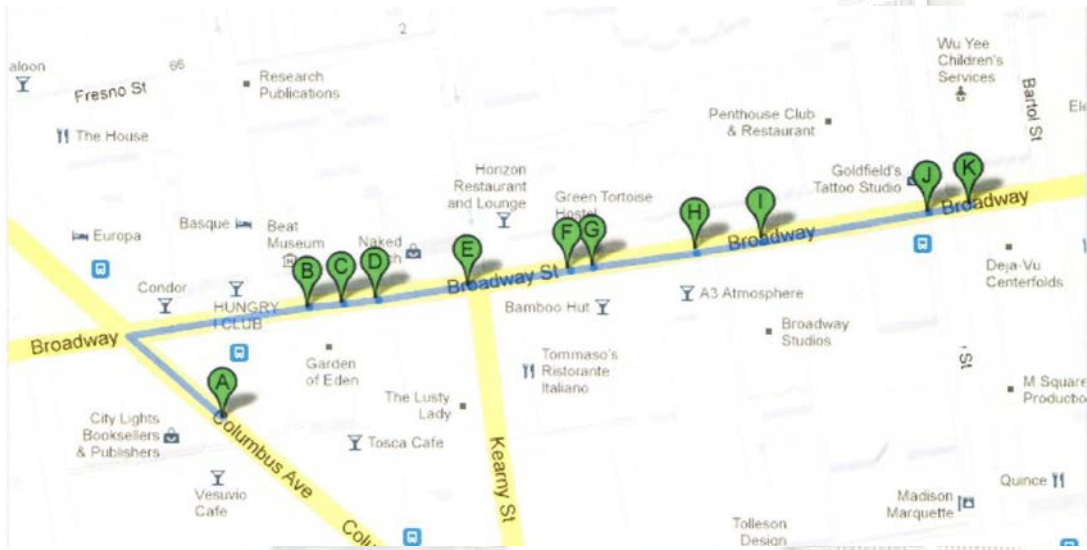 2
Wu Yee
Children's
Services
aloon
66
Fresno St
Research
Publications
Bartol St
Penthouse Club
& Restaurant
The House
Horizon
Restaurant
and Lounge
Goldfield's
Tattoo Studio
J
K
Green Tortoise
Hostel
Basque
Beat
Museum
Europa
Naked
H
I
Broadway
Broadway
E
F
G
B
C
D
Broadway St
Deja-Vu
Centerfolds
Condor
HUNGRY
I CLUB
Bamboo Hut
A3 Atmosphere
Broadway
Broadway
Studios
Garden
of Eden
Tommaso's
Ristorante
Italiano
St
A
The Lusty
Lady
M Square
Productio
City Lights
Booksellers
& Publishers
Columbus Ave
Tosca Cafe
Kearny St
Vesuvio
Cafe
Quince
Madison
Marquette
Colu
Tolleson
Design